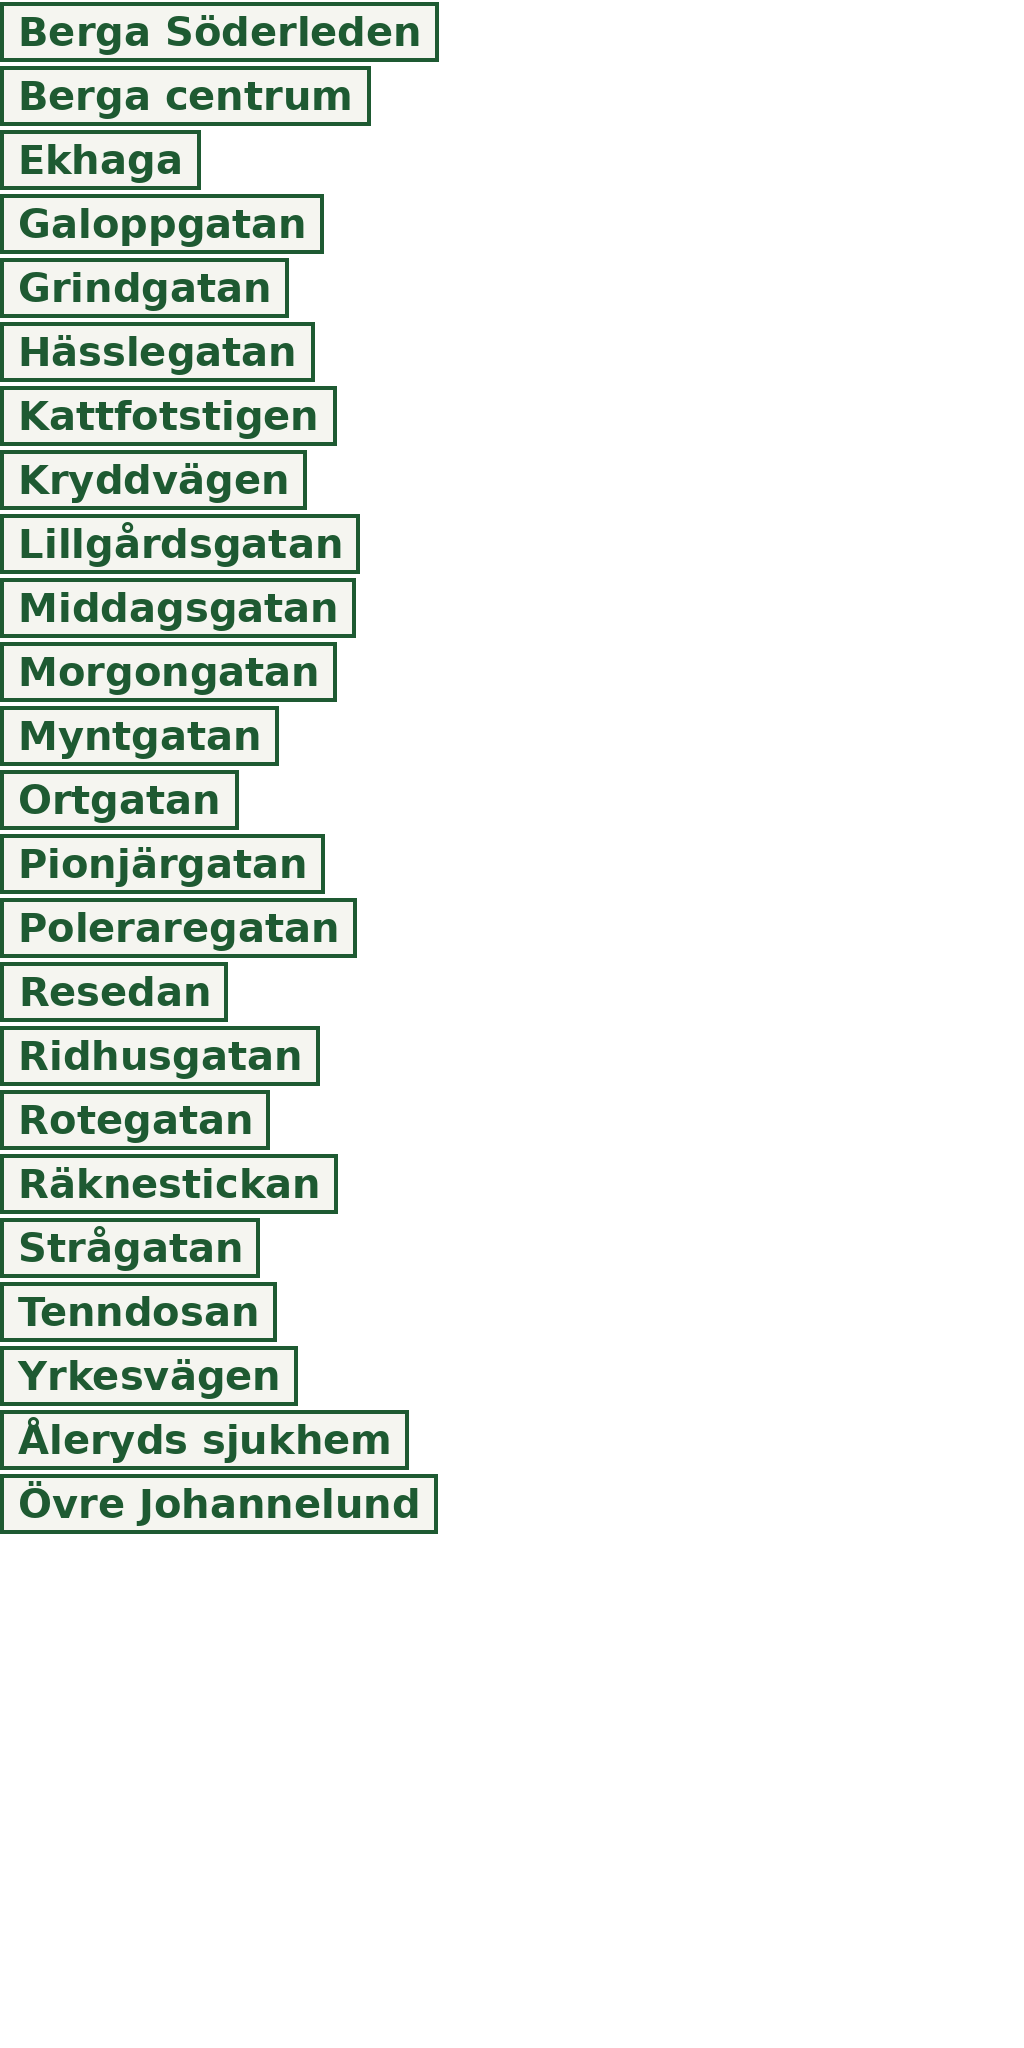 Berga Söderleden
Berga centrum
Ekhaga
Galoppgatan
Grindgatan
Hässlegatan
Kattfotstigen
Kryddvägen
Lillgårdsgatan
Middagsgatan
Morgongatan
Myntgatan
Ortgatan
Pionjärgatan
Poleraregatan
Resedan
Ridhusgatan
Rotegatan
Räknestickan
Strågatan
Tenndosan
Yrkesvägen
Åleryds sjukhem
Övre Johannelund